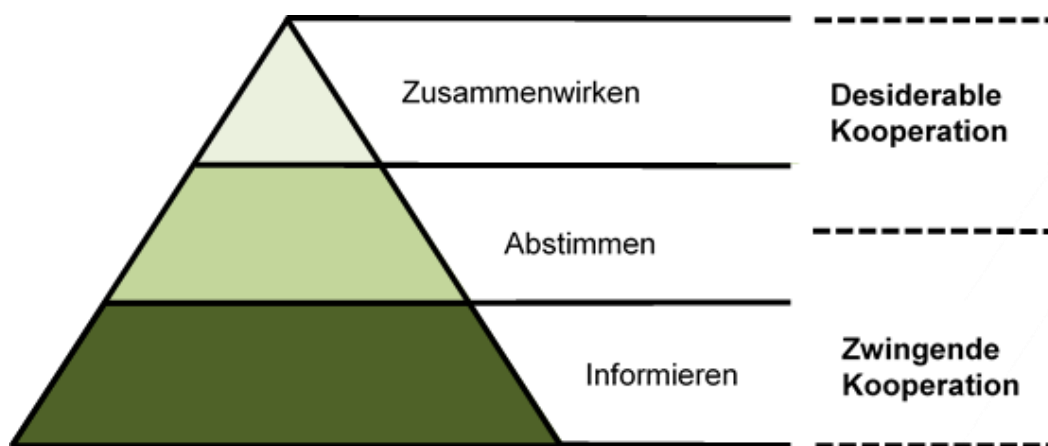 Zusammenwirken
Desiderable
Kooperation
Abstimmen
Informieren
Zwingende
Kooperation